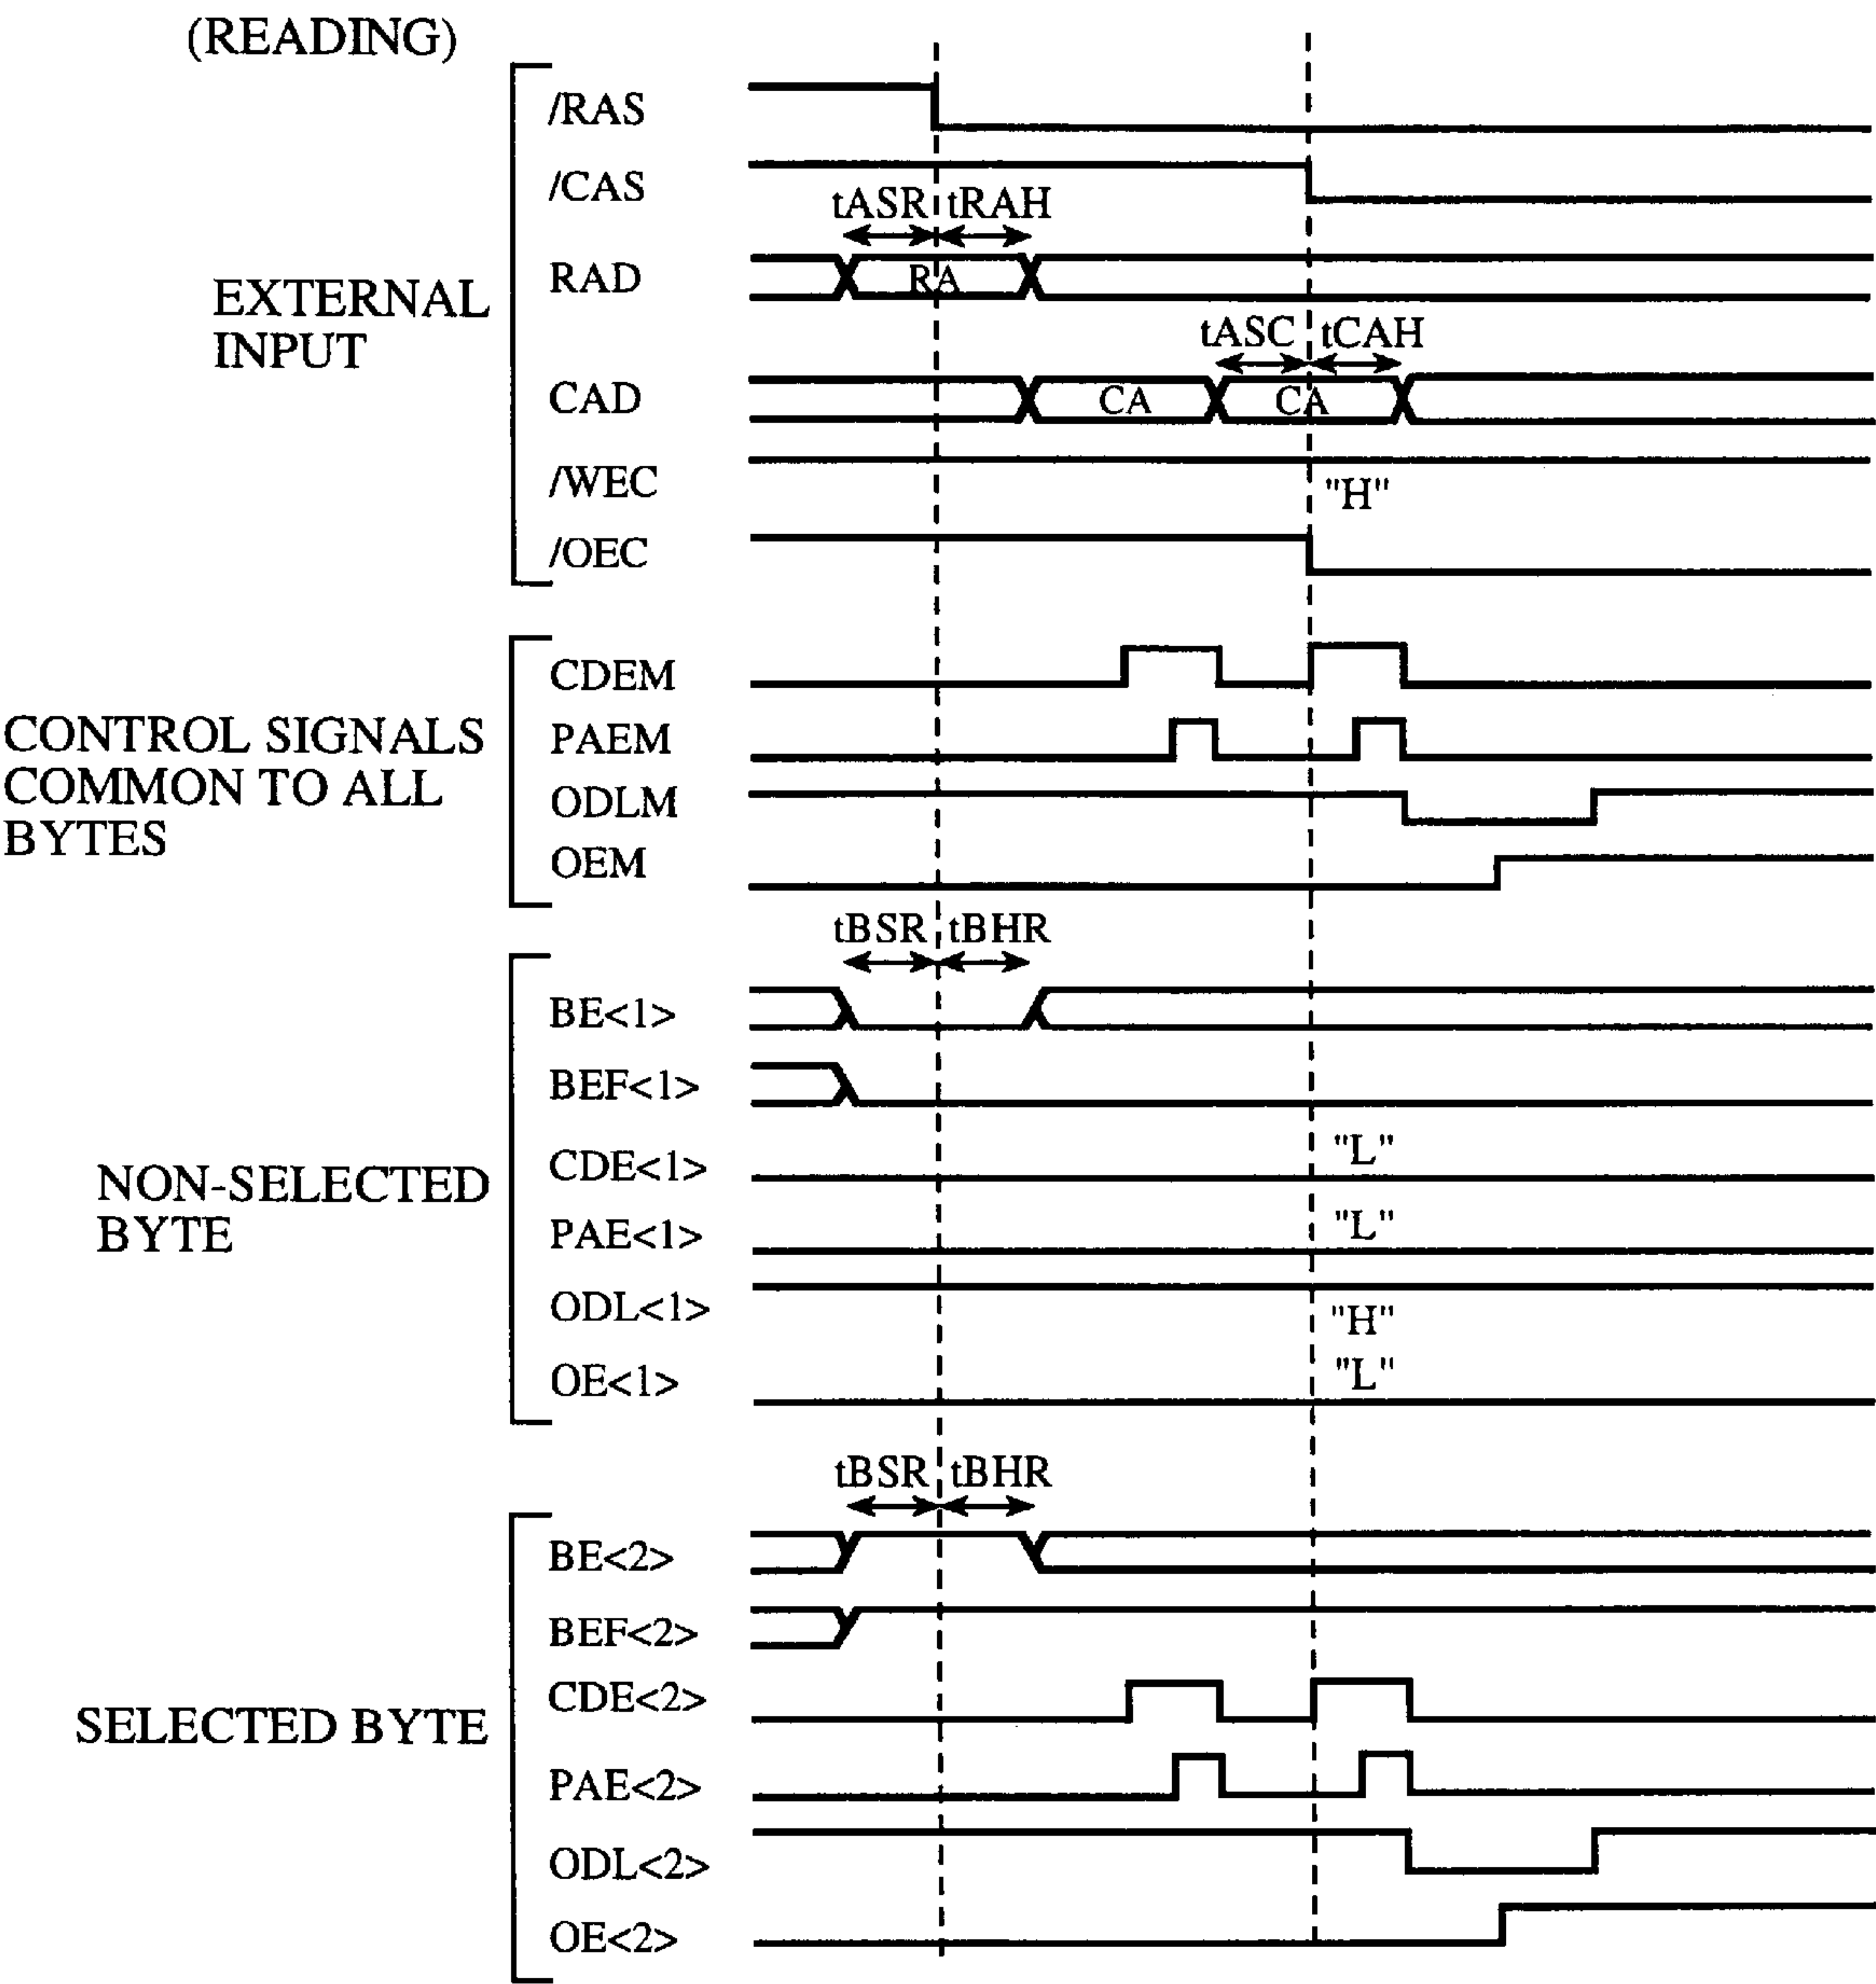 (READING)
/RAS
/CAS
tASR tRAH
RAD
RA
EXTERNAL
INPUT
tASC tCAH
CAD
CA CA
/WEC
"H"
/OEC
CDEM
CONTROL SIGNALS
COMMON TO ALL
BYTES
PAEM
ODLM
OEM
tBSR tBHR
BE<1>
BEF<1>
NON-SELECTED
BYTE
CDE<1>
"L"
PAE<1>
"L"
ODL<1>
"H"
OE<1>
"L"
tBSR tBHR
BE<2>
BEF<2>
SELECTED BYTE
CDE<2>
PAE<2>
ODL<2>
OE<2>